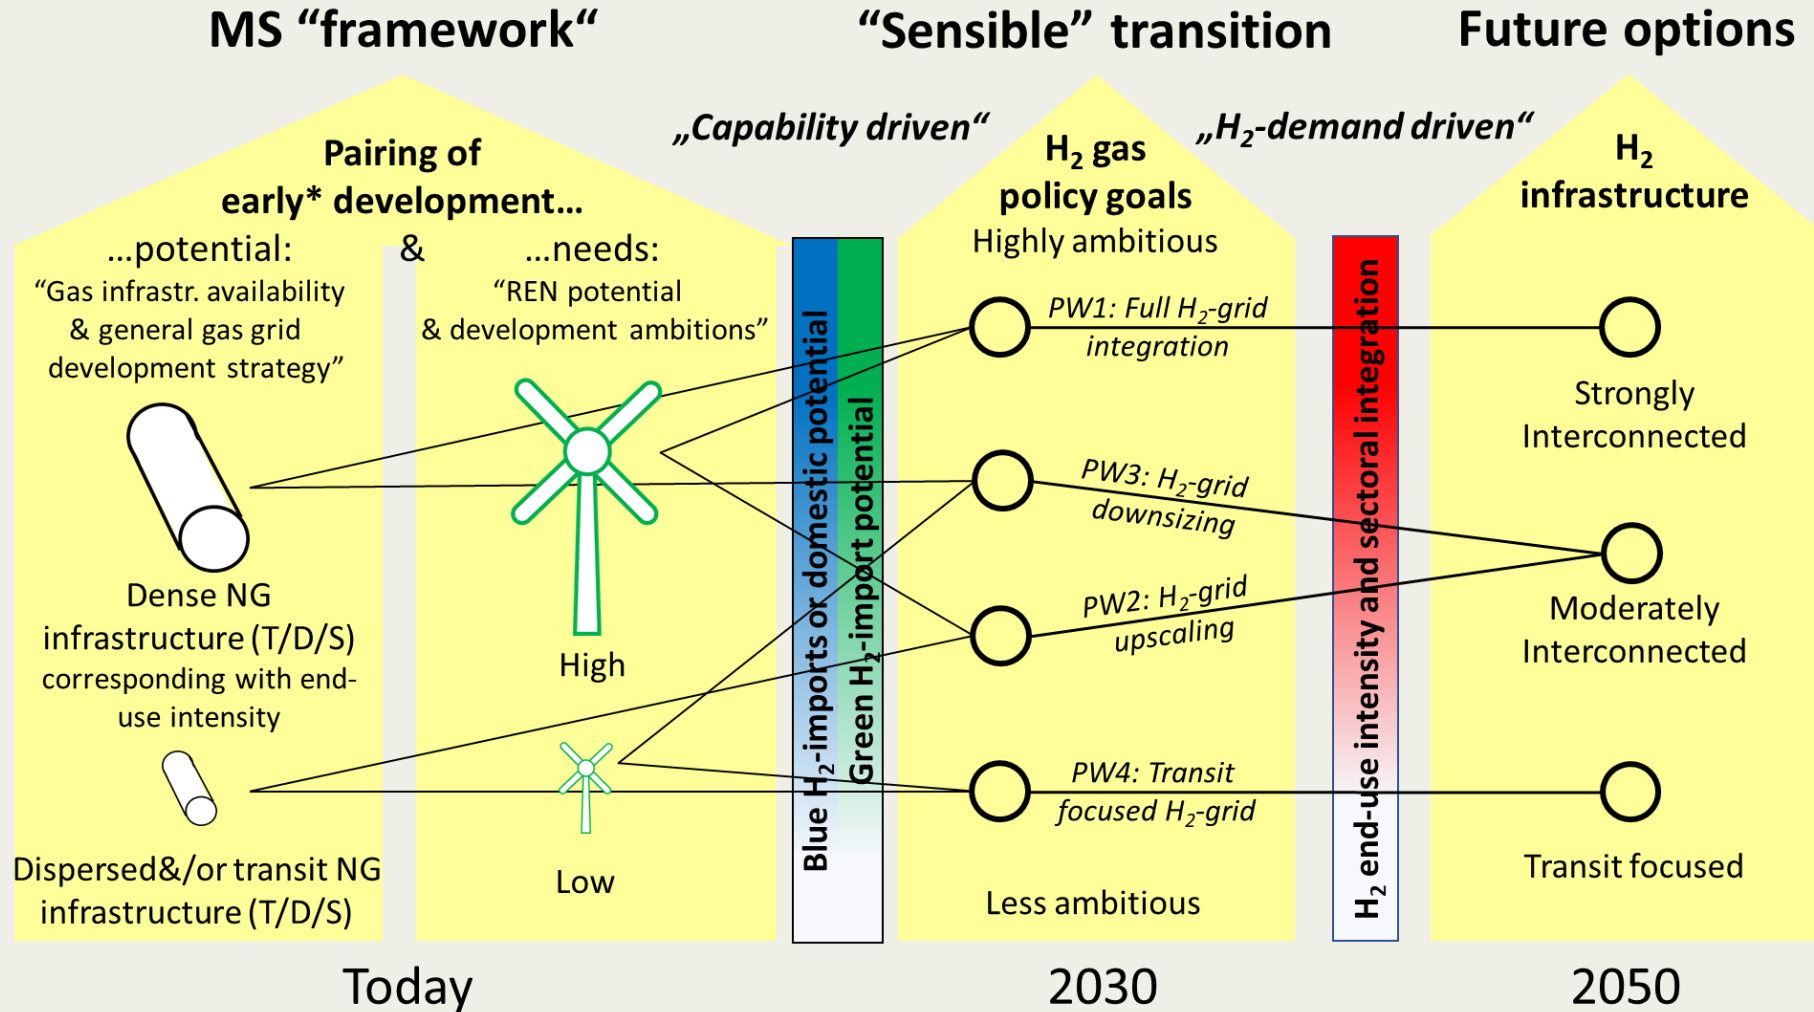 MS “framework“
“Sensible” transition
Future options
Pairing of
early* development...
...potential:
&
...needs:
“Gas infrastr. availability
& general gas grid
development strategy”
“REN potential
& development ambitions”
Dense NG
infrastructure (T/D/S)
corresponding with end-
use intensity
High
Dispersed&/or transit NG
infrastructure (T/D/S)
Low
Today
„Capability driven“
Blue H₂-imports or domestic potential
Green H₂-import potential
H₂ gas
policy goals
Highly ambitious
PW1: Full H₂-grid
integration
PW3: H₂-grid
downsizing
PW2: H₂-grid
upscaling
PW4: Transit
focused H₂-grid
Less ambitious
2030
„H₂-demand driven“
H₂ end-use intensity and sectoral integration
H₂
infrastructure
Strongly
Interconnected
Moderately
Interconnected
Transit focused
2050